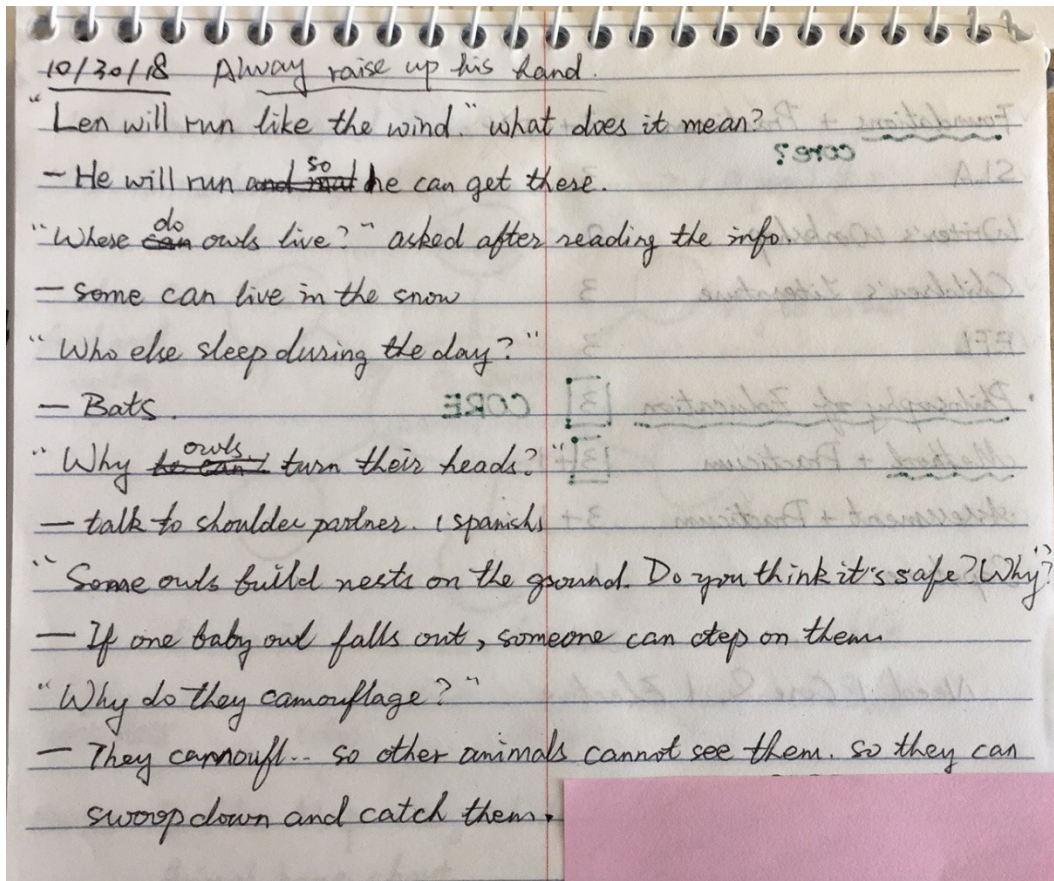 10/30/18 Alway raise up his hand.
"Len will run like the wind." what does it mean?
- He will run so he can get there.
"Where do owls live?" asked after reading the info.
- some can live in the snow
"Who else sleep during the day?"
- Bats.
"Why owls turn their heads?"
- talk to shoulder partner. (spanish)
"Some owls build nests on the ground. Do you think it's safe? Why?"
- If one baby owl falls out, someone can step on them
"Why do they camouflage?"
- They camoufl.. so other animals cannot see them. so they can
swoop down and catch them.